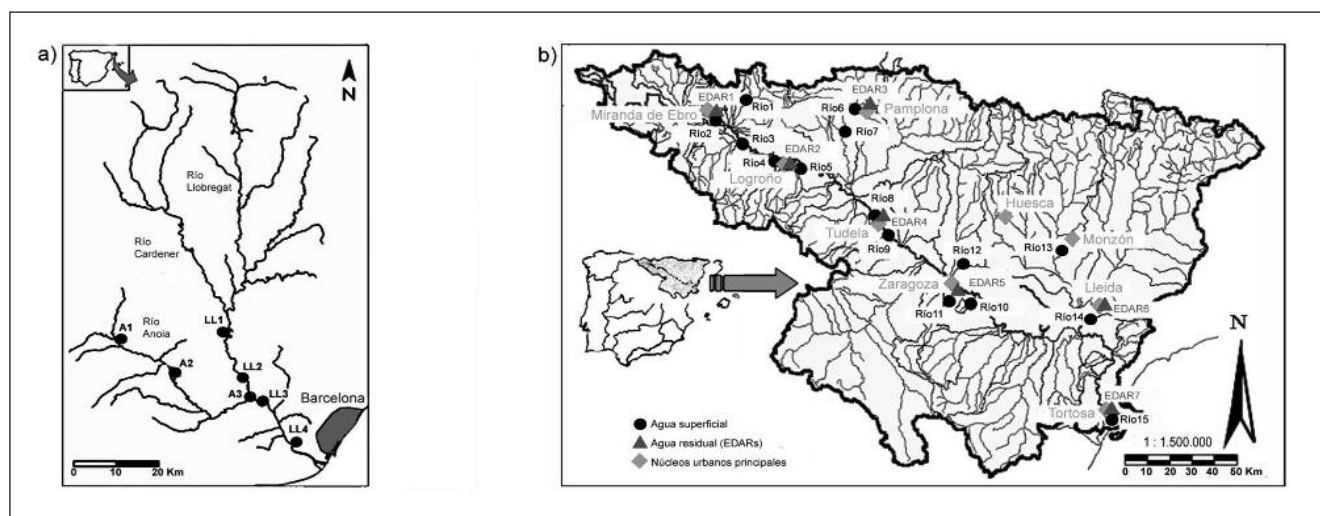 a)
1
N
Río
Llobregat
Río
Cardener
Río
Anoia
A1
A2
LL1
LL2
A3
LL3
LL4
Barcelona
0 10 20 Km
b)
EDAR1
Miranda de Ebro
Río1
Río2
Río3
EDAR2
Río4
Río5
Logroño
EDAR3
Río6
Pamplona
Río7
Río8
EDAR4
Tudela
Río9
Huesca
Río12
Río13
Monzón
Zaragoza
EDAR5
Río11
Río10
Lleida
EDAR6
Río14
EDAR7
Tortosa
Río15
N
Agua superficial
Agua residual (EDARs)
Núcleos urbanos principales
1 : 1.500.000
0 10 20 30 40 50 Km